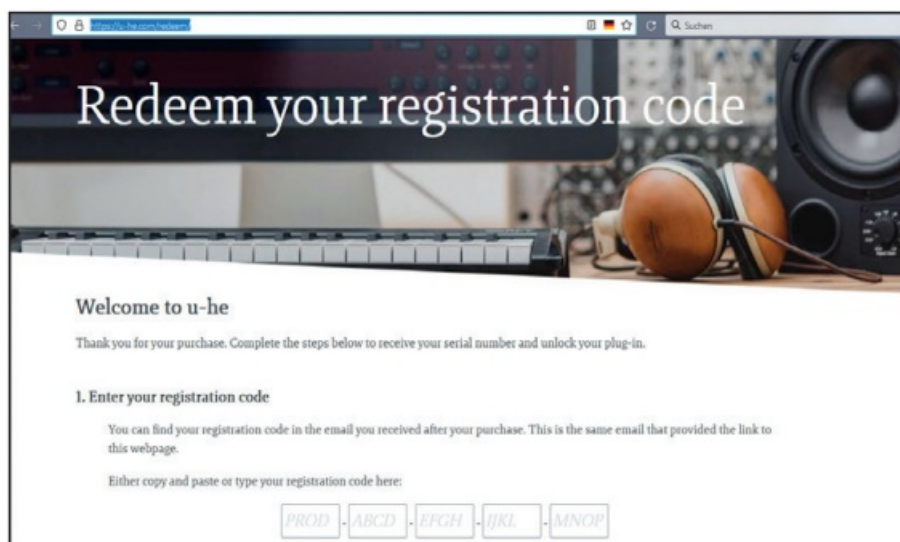 https://u-he.com/redeem/
Suchen
Redeem your registration code
Welcome to u-he
Thank you for your purchase. Complete the steps below to receive your serial number and unlock your plug-in.
1. Enter your registration code
You can find your registration code in the email you received after your purchase. This is the same email that provided the link to
this webpage.
Either copy and paste or type your registration code here:
PROD - ABCD - EFGH - IJKL - MNOP